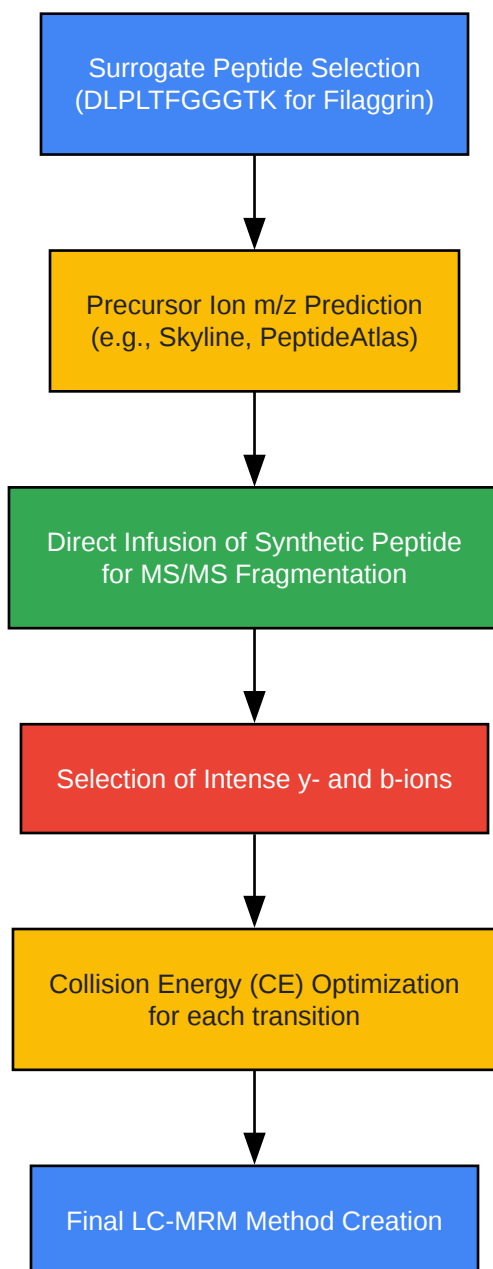 Surrogate Peptide Selection
(DLPLTFGGGTK for Filaggrin)
Precursor Ion m/z Prediction
(e.g., Skyline, PeptideAtlas)
Direct Infusion of Synthetic Peptide
for MS/MS Fragmentation
Selection of Intense y- and b-ions
Collision Energy (CE) Optimization
for each transition
Final LC-MRM Method Creation